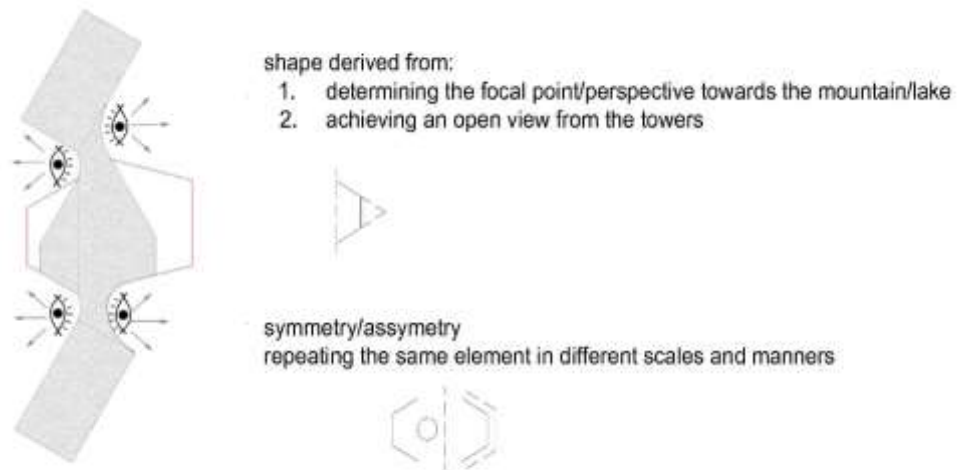 shape derived from:
1. determining the focal point/perspective towards the mountain/lake
2. achieving an open view from the towers
symmetry/assymetry
repeating the same element in different scales and manners